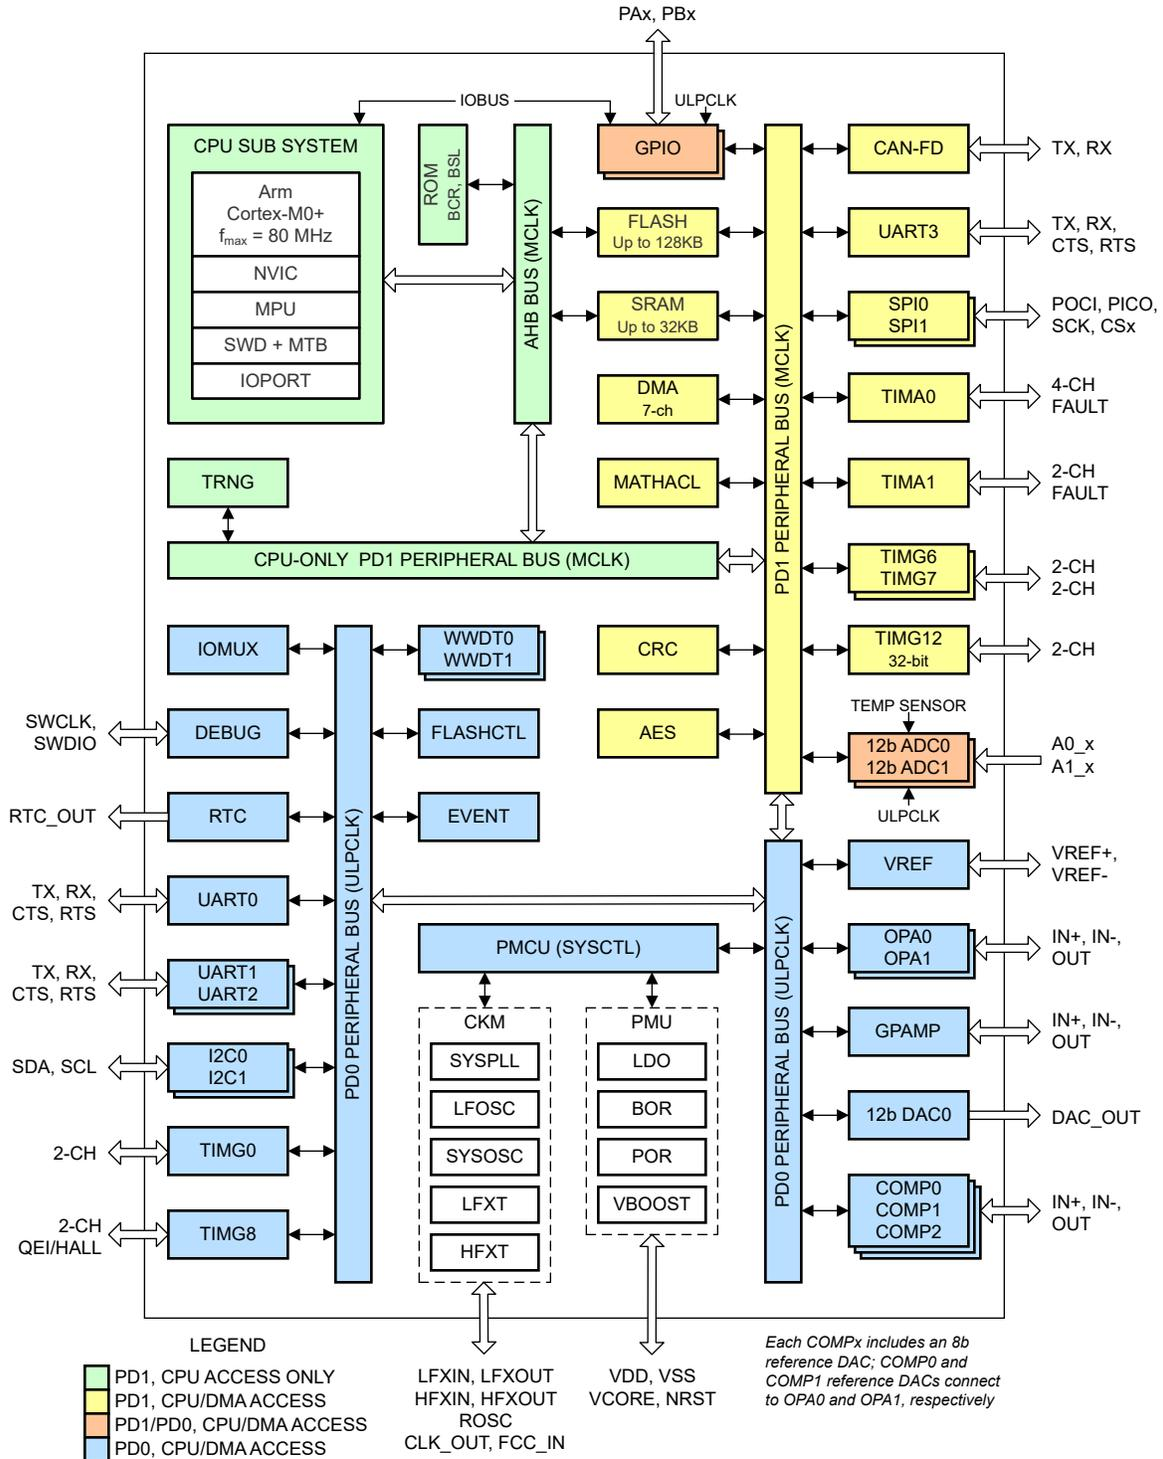 PAx, PBx
IOBUS
ULPCLK
CPU SUB SYSTEM
Arm
Cortex-M0+
fmax = 80 MHz
NVIC
MPU
SWD + MTB
IOPORT
ROM
BCR, BSL
AHB BUS (MCLK)
GPIO
FLASH
Up to 128KB
SRAM
Up to 32KB
DMA
7-ch
MATHACL
CRC
AES
PD1 PERIPHERAL BUS (MCLK)
CAN-FD
TX, RX
UART3
TX, RX,
CTS, RTS
SPI0
SPI1
POCI, PICO,
SCK, CSx
TIMA0
4-CH
FAULT
TIMA1
2-CH
FAULT
TIMG6
TIMG7
2-CH
2-CH
TIMG12
32-bit
2-CH
TEMP SENSOR
12b ADC0
12b ADC1
A0_x
A1_x
ULPCLK
TRNG
CPU-ONLY PD1 PERIPHERAL BUS (MCLK)
IOMUX
SWCLK,
SWDIO
DEBUG
RTC_OUT
RTC
TX, RX,
CTS, RTS
UART0
TX, RX,
CTS, RTS
UART1
UART2
SDA, SCL
I2C0
I2C1
2-CH
TIMG0
2-CH
QEI/HALL
TIMG8
PD0 PERIPHERAL BUS (ULPCLK)
WWDT0
WWDT1
FLASHCTL
EVENT
PMCU (SYSCTL)
CKM
SYSPLL
LFOSC
SYSOSC
LFXT
HFXT
PMU
LDO
BOR
POR
VBOOST
PD0 PERIPHERAL BUS (ULPCLK)
VREF
VREF+,
VREF-
OPA0
OPA1
IN+, IN-,
OUT
GPAMP
IN+, IN-,
OUT
12b DAC0
DAC_OUT
COMP0
COMP1
COMP2
IN+, IN-,
OUT
LEGEND
PD1, CPU ACCESS ONLY
PD1, CPU/DMA ACCESS
PD1/PD0, CPU/DMA ACCESS
PD0, CPU/DMA ACCESS
LFXIN, LFXOUT
HFXIN, HFXOUT
ROSC
CLK_OUT, FCC_IN
VDD, VSS
VCORE, NRST
Each COMPx includes an 8b
reference DAC; COMP0 and
COMP1 reference DACs connect
to OPA0 and OPA1, respectively